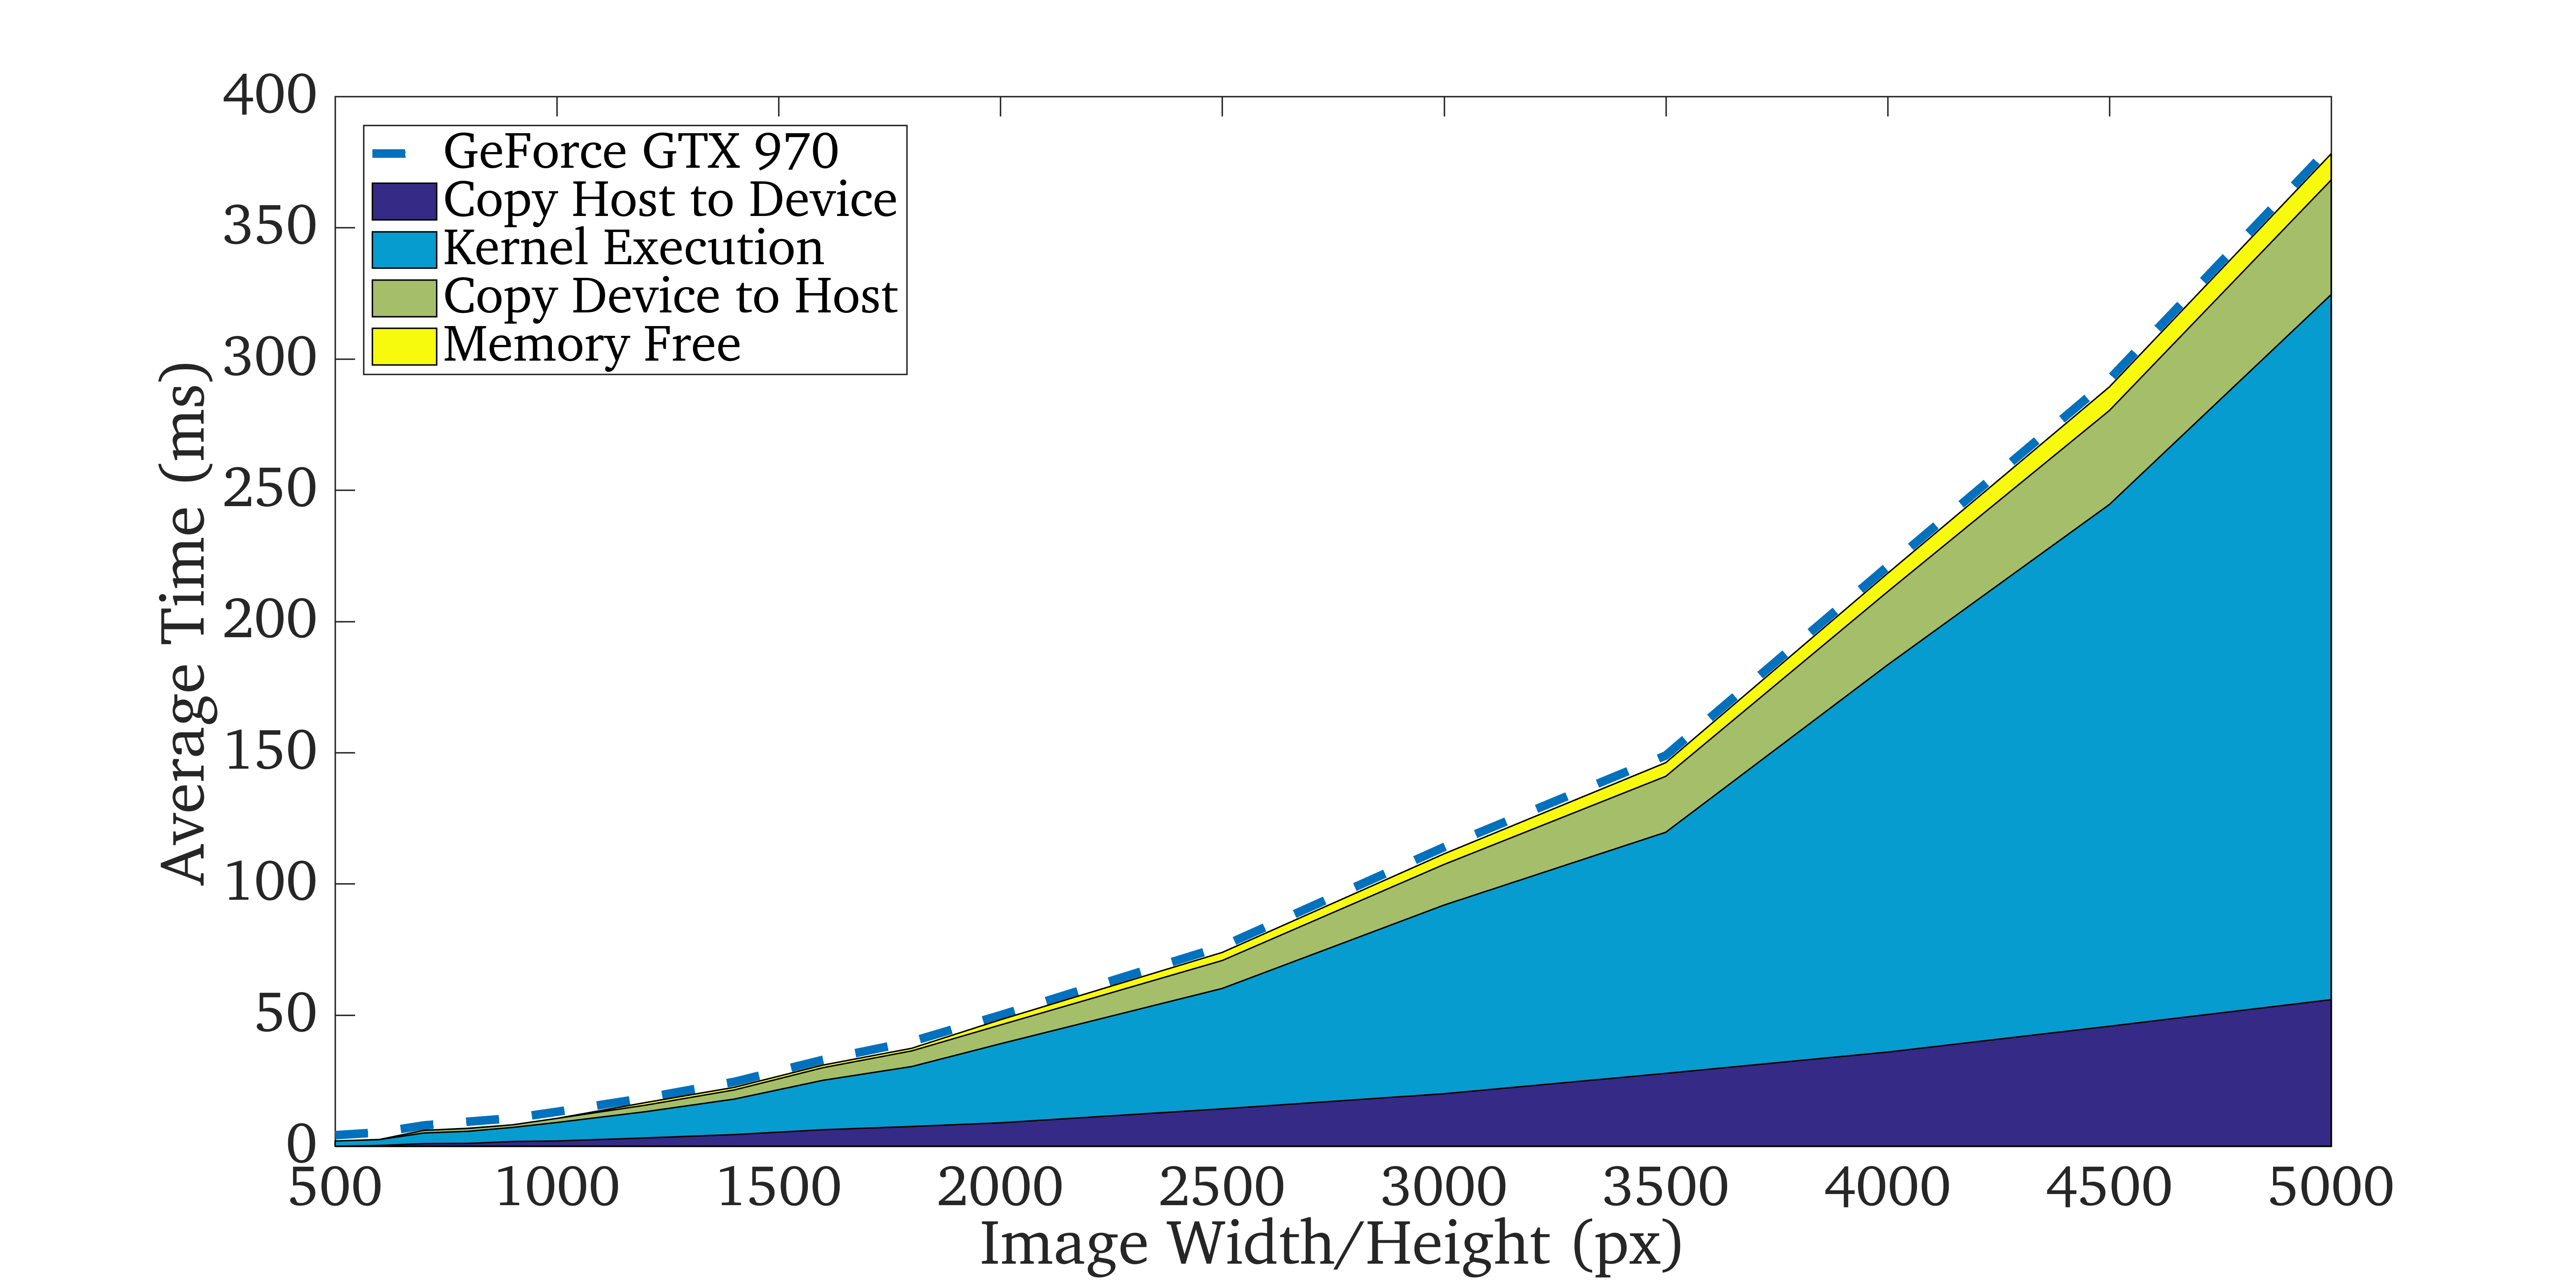 400
350
300
250
200
150
100
50
0
Average Time (ms)
GeForce GTX 970
Copy Host to Device
Kernel Execution
Copy Device to Host
Memory Free
500 1000 1500 2000 2500 3000 3500 4000 4500 5000
Image Width/Height (px)